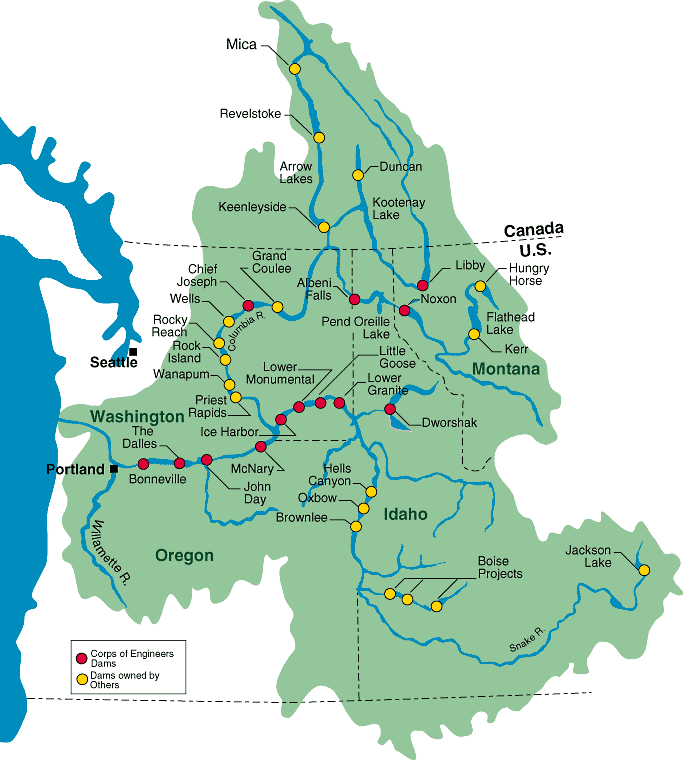 Mica
Revelstoke
Arrow
Lakes
Duncan
Keenleyside
Kootenay
Lake
Canada
U.S.
Grand
Coulee
Chief
Joseph
Albeni
Falls
Libby
Hungry
Horse
Wells
Noxon
Columbia R.
Rocky
Reach
Pend Oreille
Lake
Flathead
Lake
Rock
Island
Kerr
Seattle
Wanapum
Lower
Monumental
Little
Goose
Lower
Granite
Montana
Priest
Rapids
Washington
Ice Harbor
Dworshak
The
Dalles
Portland
Bonneville
McNary
John
Day
Hells
Canyon
Oxbow
Brownlee
Idaho
Willamette R.
Oregon
Boise
Projects
Jackson
Lake
Snake R.
Corps of Engineers
Dams
Dams owned by
Others